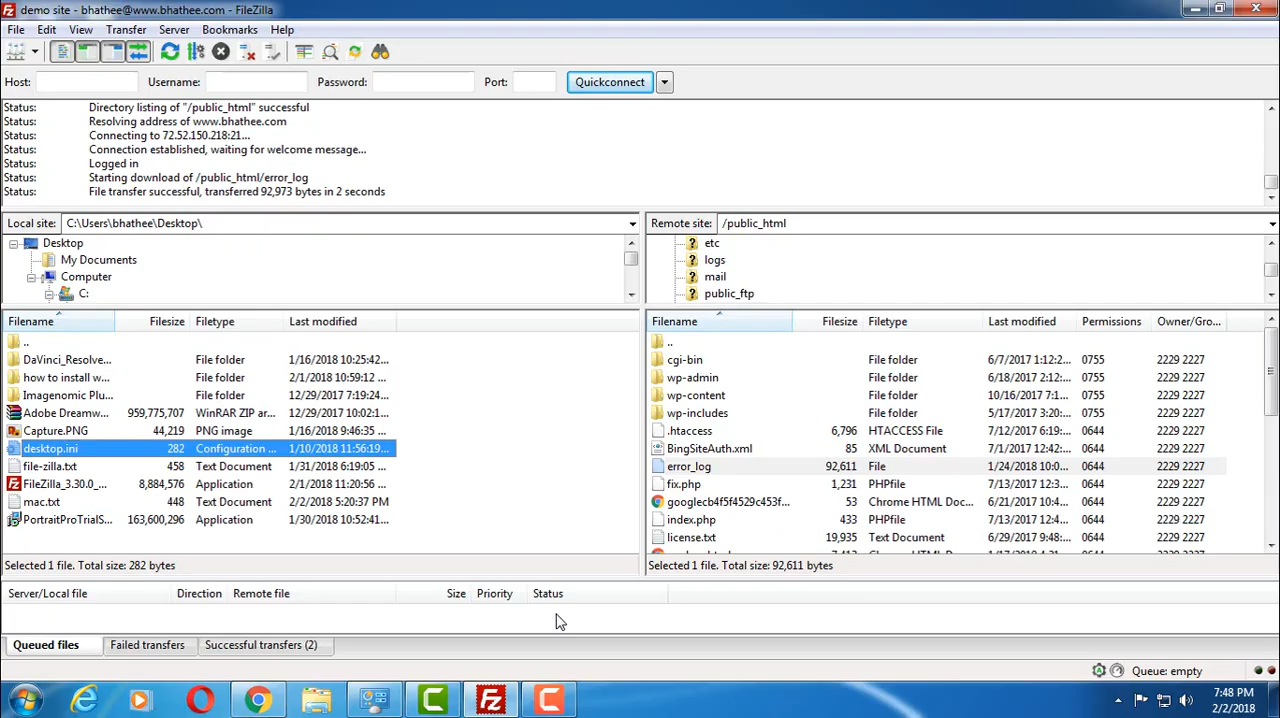 demo site - bhathee@www.bhathee.com - FileZilla
File Edit View Transfer Server Bookmarks Help
Host: Username: Password: Port: Quickconnect
Status: Directory listing of "/public_html" successful
Status: Resolving address of www.bhathee.com
Status: Connecting to 72.52.150.218:21...
Status: Connection established, waiting for welcome message...
Status: Logged in
Status: Starting download of /public_html/error_log
Status: File transfer successful, transferred 92,973 bytes in 2 seconds
Local site: C:\Users\bhathee\Desktop\
Desktop
My Documents
Computer
C:
Filename Filesize Filetype Last modified
..
DaVinci_Resolve... File folder 1/16/2018 10:25:42...
how to install w... File folder 2/1/2018 10:59:12 ...
Imagenomic Plu... File folder 12/29/2017 7:19:24...
Adobe Dreamw... 959,775,707 WinRAR ZIP ar... 12/29/2017 10:02:1...
Capture.PNG 44,219 PNG image 1/16/2018 9:46:35 ...
desktop.ini 282 Configuration ... 1/10/2018 11:56:19...
file-zilla.txt 458 Text Document 1/31/2018 6:19:05 ...
FileZilla_3.30.0_... 8,884,576 Application 2/1/2018 11:20:56 ...
mac.txt 448 Text Document 2/2/2018 5:20:37 PM
PortraitProTrialS... 163,600,296 Application 1/30/2018 10:52:41...
Selected 1 file. Total size: 282 bytes
Remote site: /public_html
etc
logs
mail
public_ftp
Filename Filesize Filetype Last modified Permissions Owner/Gro...
..
cgi-bin File folder 6/7/2017 1:12:2... 0755 2229 2227
wp-admin File folder 6/18/2017 2:12:... 0755 2229 2227
wp-content File folder 10/16/2017 7:1... 0755 2229 2227
wp-includes File folder 5/17/2017 3:20:... 0755 2229 2227
.htaccess 6,796 HTACCESS File 7/12/2017 6:19:... 0644 2229 2227
BingSiteAuth.xml 85 XML Document 7/1/2017 12:42:... 0644 2229 2227
error_log 92,611 File 1/24/2018 10:0... 0644 2229 2227
fix.php 1,231 PHPfile 7/13/2017 12:3... 0644 2229 2227
googlecb4f5f4529c453f... 53 Chrome HTML Doc... 6/21/2017 10:4... 0644 2229 2227
index.php 433 PHPfile 7/13/2017 12:4... 0644 2229 2227
license.txt 19,935 Text Document 6/29/2017 9:48:... 0644 2229 2227
Selected 1 file. Total size: 92,611 bytes
Server/Local file Direction Remote file Size Priority Status
Queued files Failed transfers Successful transfers (2)
Queue: empty
7:48 PM
2/2/2018